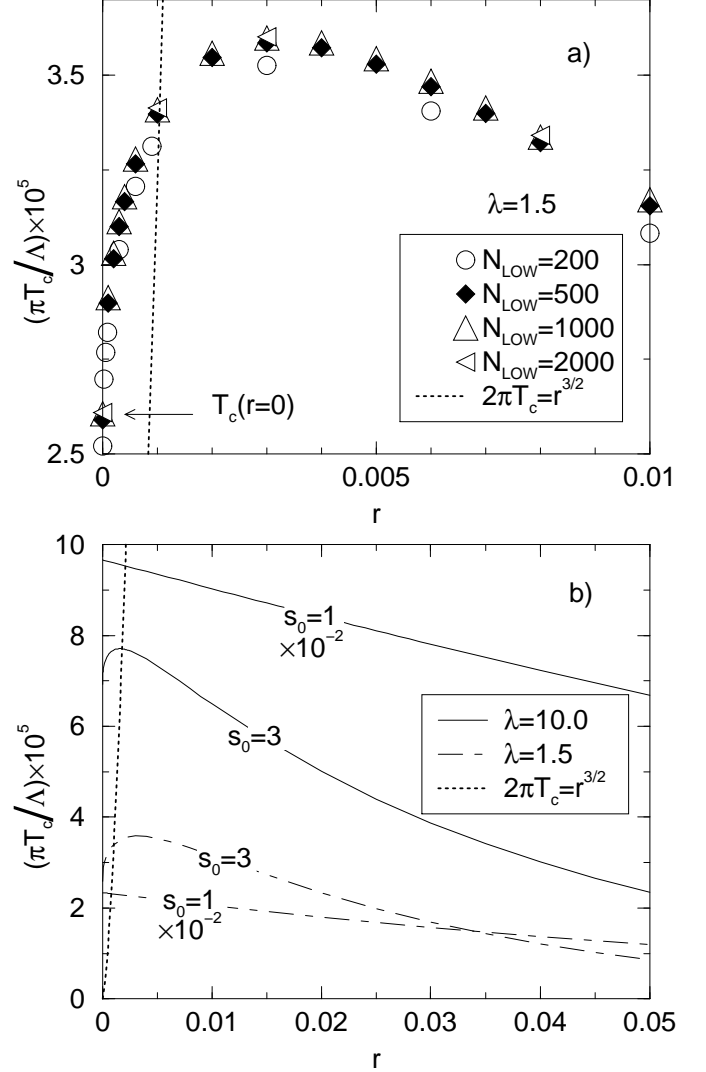 a)
3.5
3
2.5
(πT_c/Λ)×10^5
λ=1.5
N_LOW=200
N_LOW=500
N_LOW=1000
N_LOW=2000
2πT_c=r^3/2
T_c(r=0)
0
0.005
0.01
r
b)
10
8
6
4
2
0
(πT_c/Λ)×10^5
s_0=1
×10^−2
s_0=3
λ=10.0
λ=1.5
2πT_c=r^3/2
s_0=3
s_0=1
×10^−2
0
0.01
0.02
0.03
0.04
0.05
r